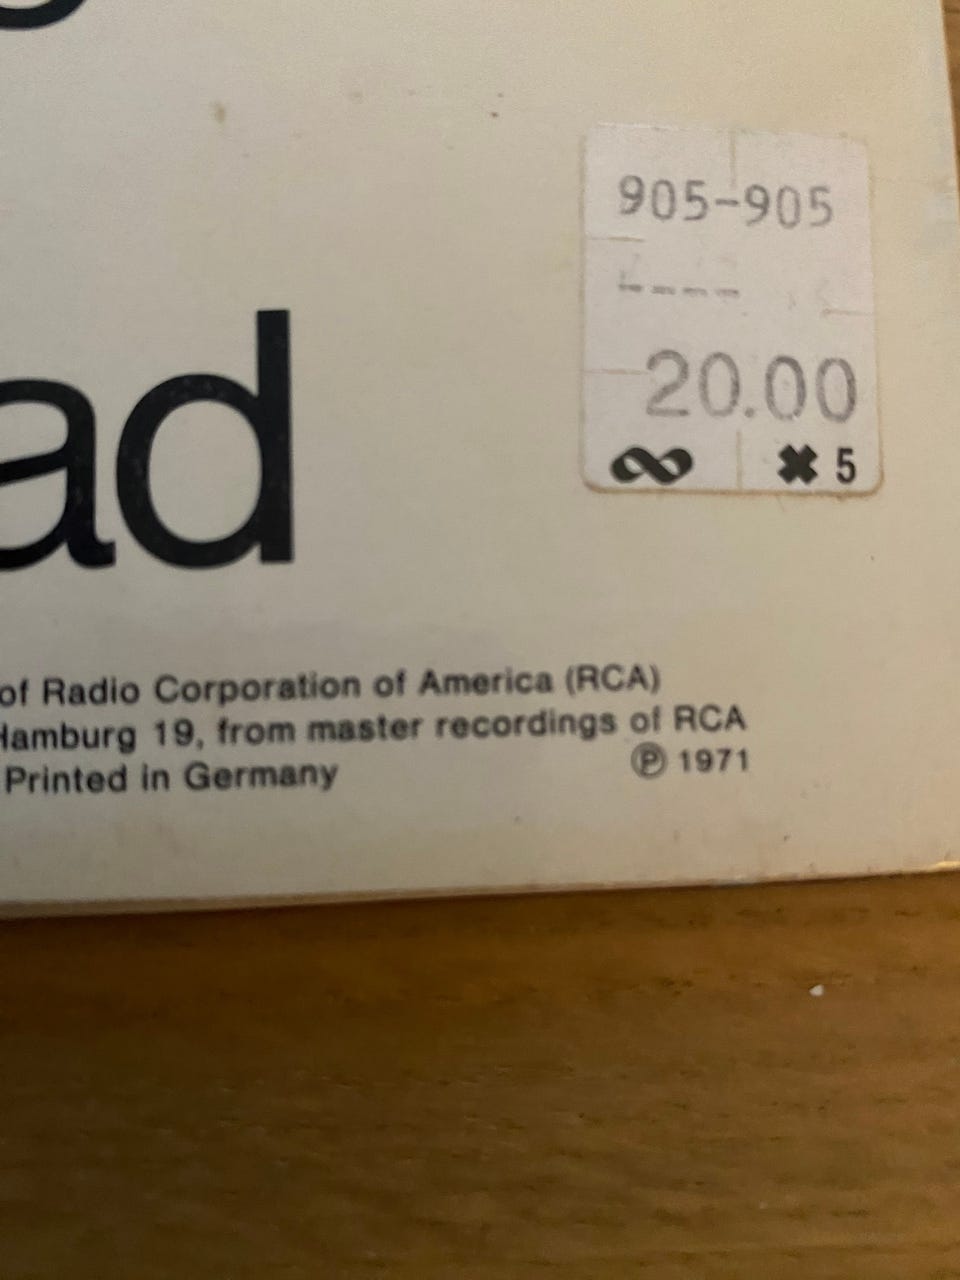 905-905
----
20.00
∞ ✖ 5
ad
of Radio Corporation of America (RCA)
Hamburg 19, from master recordings of RCA
Printed in Germany ℗ 1971